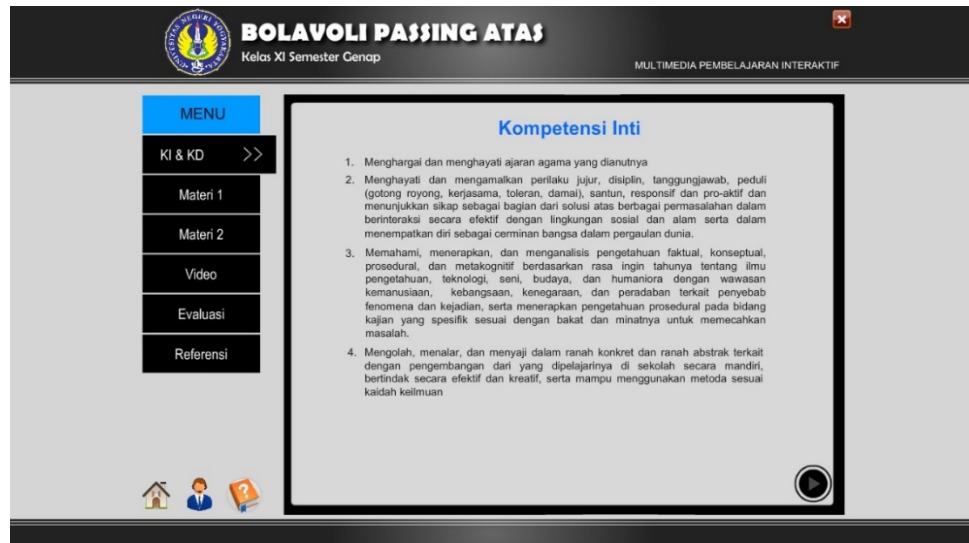 BOLAVOLI PASSING ATAS
Kelas XI Semester Genap
MULTIMEDIA PEMBELAJARAN INTERAKTIF
MENU
KI & KD >>
Materi 1
Materi 2
Video
Evaluasi
Referensi
Kompetensi Inti
1. Menghargai dan menghayati ajaran agama yang dianutnya
2. Menghayati dan mengamalkan perilaku jujur, disiplin, tanggungjawab, peduli
(gotong royong, kerjasama, toleran, damai), santun, responsif dan pro-aktif dan
menunjukkan sikap sebagai bagian dari solusi atas berbagai permasalahan dalam
berinteraksi secara efektif dengan lingkungan sosial dan alam serta dalam
menempatkan diri sebagai cerminan bangsa dalam pergaulan dunia.
3. Memahami, menerapkan, dan menganalisis pengetahuan faktual, konseptual,
prosedural, dan metakognitif berdasarkan rasa ingin tahunya tentang ilmu
pengetahuan, teknologi, seni, budaya, dan humaniora dengan wawasan
kemanusiaan, kebangsaan, kenegaraan, dan peradaban terkait penyebab
fenomena dan kejadian, serta menerapkan pengetahuan prosedural pada bidang
kajian yang spesifik sesuai dengan bakat dan minatnya untuk memecahkan
masalah.
4. Mengolah, menalar, dan menyaji dalam ranah konkret dan ranah abstrak terkait
dengan pengembangan dari yang dipelajarinya di sekolah secara mandiri,
bertindak secara efektif dan kreatif, serta mampu menggunakan metoda sesuai
kaidah keilmuan